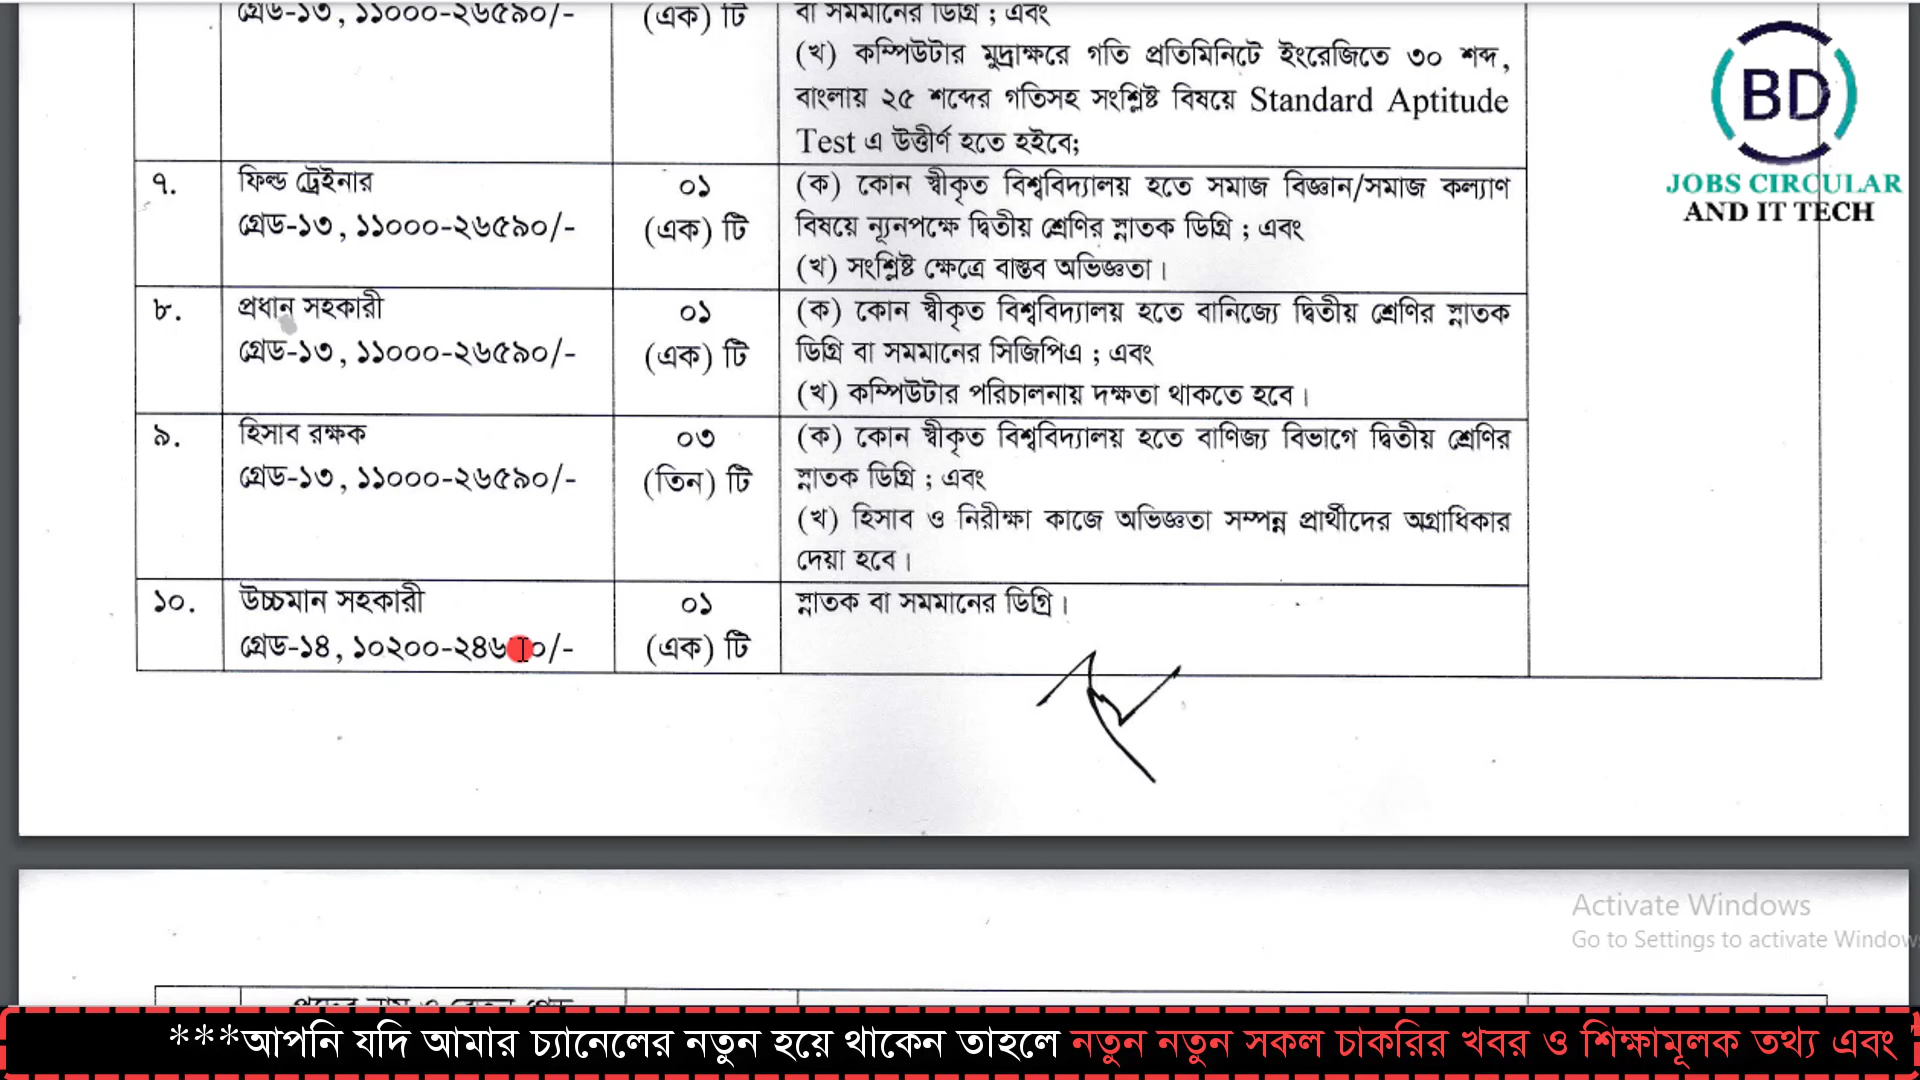 গ্রেড-১৩, ১১০০০-২৬৫৯০/-
(এক) টি
বা সমমানের ডিগ্রি ; এবং
(খ) কম্পিউটার মুদ্রাক্ষরে গতি প্রতিমিনিটে ইংরেজিতে ৩০ শব্দ,
বাংলায় ২৫ শব্দের গতিসহ সংশ্লিষ্ট বিষয়ে Standard Aptitude
Test এ উত্তীর্ণ হতে হইবে;
৭.
ফিল্ড ট্রেইনার
গ্রেড-১৩, ১১০০০-২৬৫৯০/-
০১
(এক) টি
(ক) কোন স্বীকৃত বিশ্ববিদ্যালয় হতে সমাজ বিজ্ঞান/সমাজ কল্যাণ
বিষয়ে ন্যূনপক্ষে দ্বিতীয় শ্রেণির স্নাতক ডিগ্রি ; এবং
(খ) সংশ্লিষ্ট ক্ষেত্রে বাস্তব অভিজ্ঞতা।
৮.
প্রধান সহকারী
গ্রেড-১৩, ১১০০০-২৬৫৯০/-
০১
(এক) টি
(ক) কোন স্বীকৃত বিশ্ববিদ্যালয় হতে বানিজ্যে দ্বিতীয় শ্রেণির স্নাতক
ডিগ্রি বা সমমানের সিজিপিএ ; এবং
(খ) কম্পিউটার পরিচালনায় দক্ষতা থাকতে হবে।
৯.
হিসাব রক্ষক
গ্রেড-১৩, ১১০০০-২৬৫৯০/-
০৩
(তিন) টি
(ক) কোন স্বীকৃত বিশ্ববিদ্যালয় হতে বাণিজ্য বিভাগে দ্বিতীয় শ্রেণির
স্নাতক ডিগ্রি ; এবং
(খ) হিসাব ও নিরীক্ষা কাজে অভিজ্ঞতা সম্পন্ন প্রার্থীদের অগ্রাধিকার
দেয়া হবে।
১০.
উচ্চমান সহকারী
গ্রেড-১৪,
০১
(এক) টি
স্নাতক বা সমমানের ডিগ্রি।
BD
JOBS CIRCULAR
AND IT TECH
Activate Windows
Go to Settings to activate Windows
***আপনি যদি আমার চ্যানেলের নতুন হয়ে থাকেন তাহলে নতুন নতুন সকল চাকরির খবর ও শিক্ষামূলক তথ্য এবং